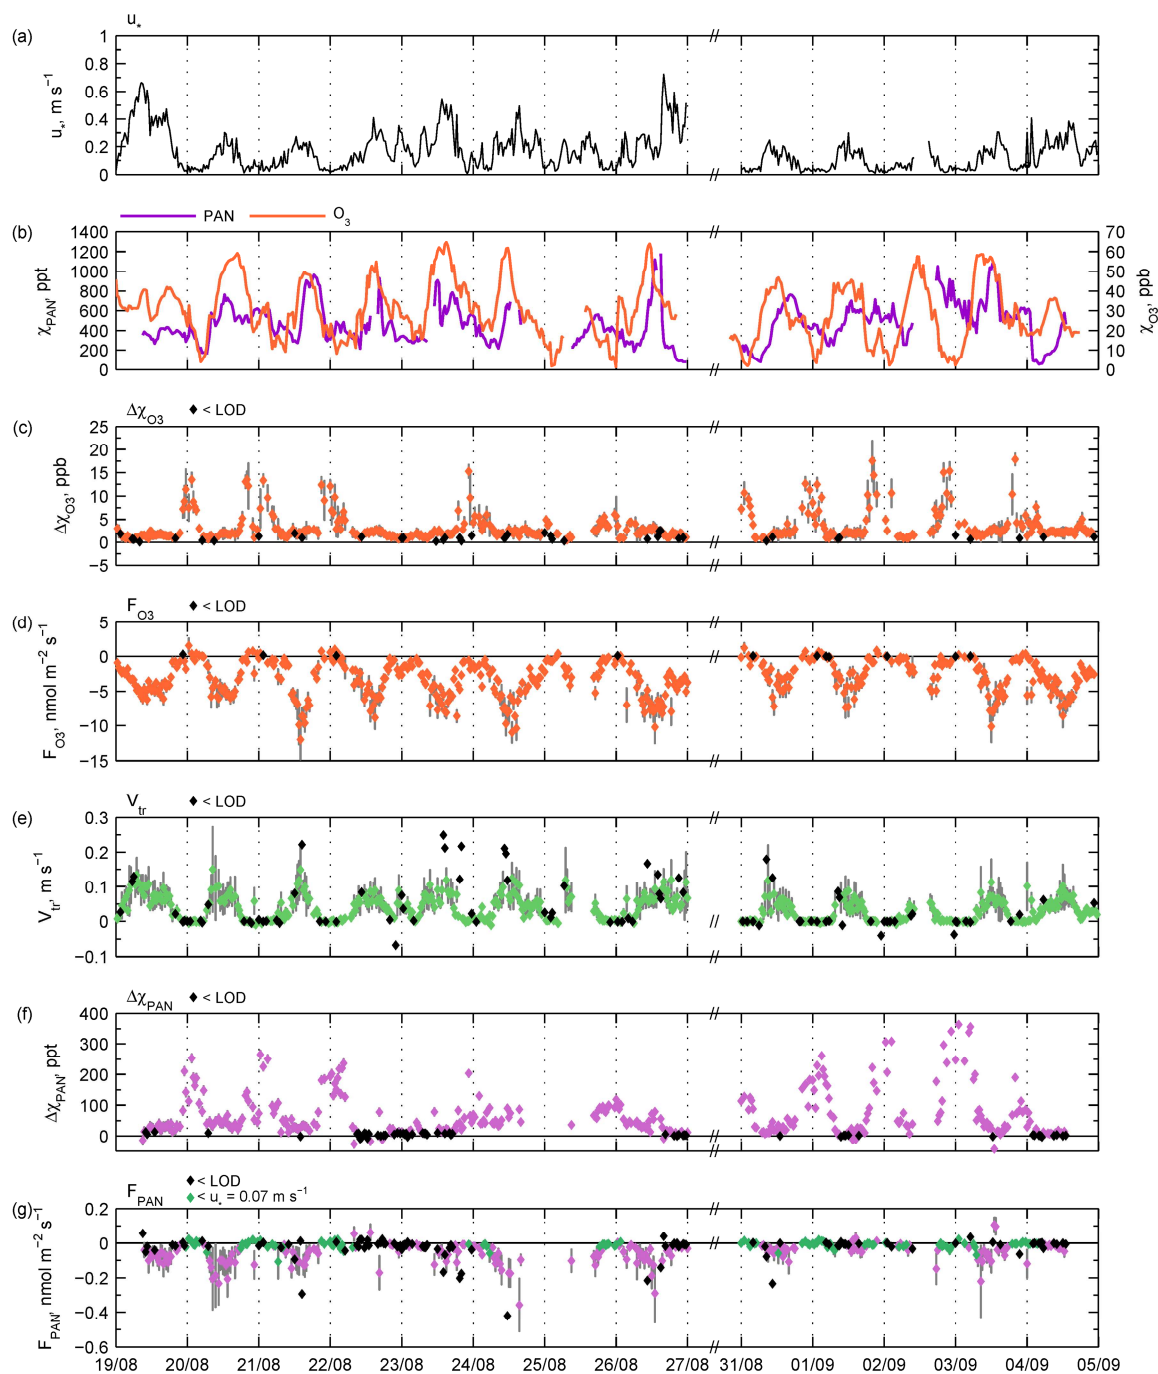 u*
(a)
1
0.8
0.6
0.4
0.2
0
u*, m s−1
PAN
O3
(b)
1400
1200
1000
800
600
400
200
0
χPAN, ppt
70
60
50
40
30
20
10
0
χO3, ppb
ΔχO3
< LOD
(c)
25
20
15
10
5
0
−5
ΔχO3, ppb
FO3
< LOD
(d)
5
0
−5
−10
−15
FO3, nmol m−2 s−1
Vtr
< LOD
(e)
0.3
0.2
0.1
0
−0.1
Vtr, m s−1
ΔχPAN
< LOD
(f)
400
300
200
100
0
ΔχPAN, ppt
FPAN
< LOD
< u* = 0.07 m s−1
(g)
0.2
0
−0.2
−0.4
−0.6
FPAN, nmol m−2 s−1
19/08 20/08 21/08 22/08 23/08 24/08 25/08 26/08 27/08 31/08 01/09 02/09 03/09 04/09 05/09